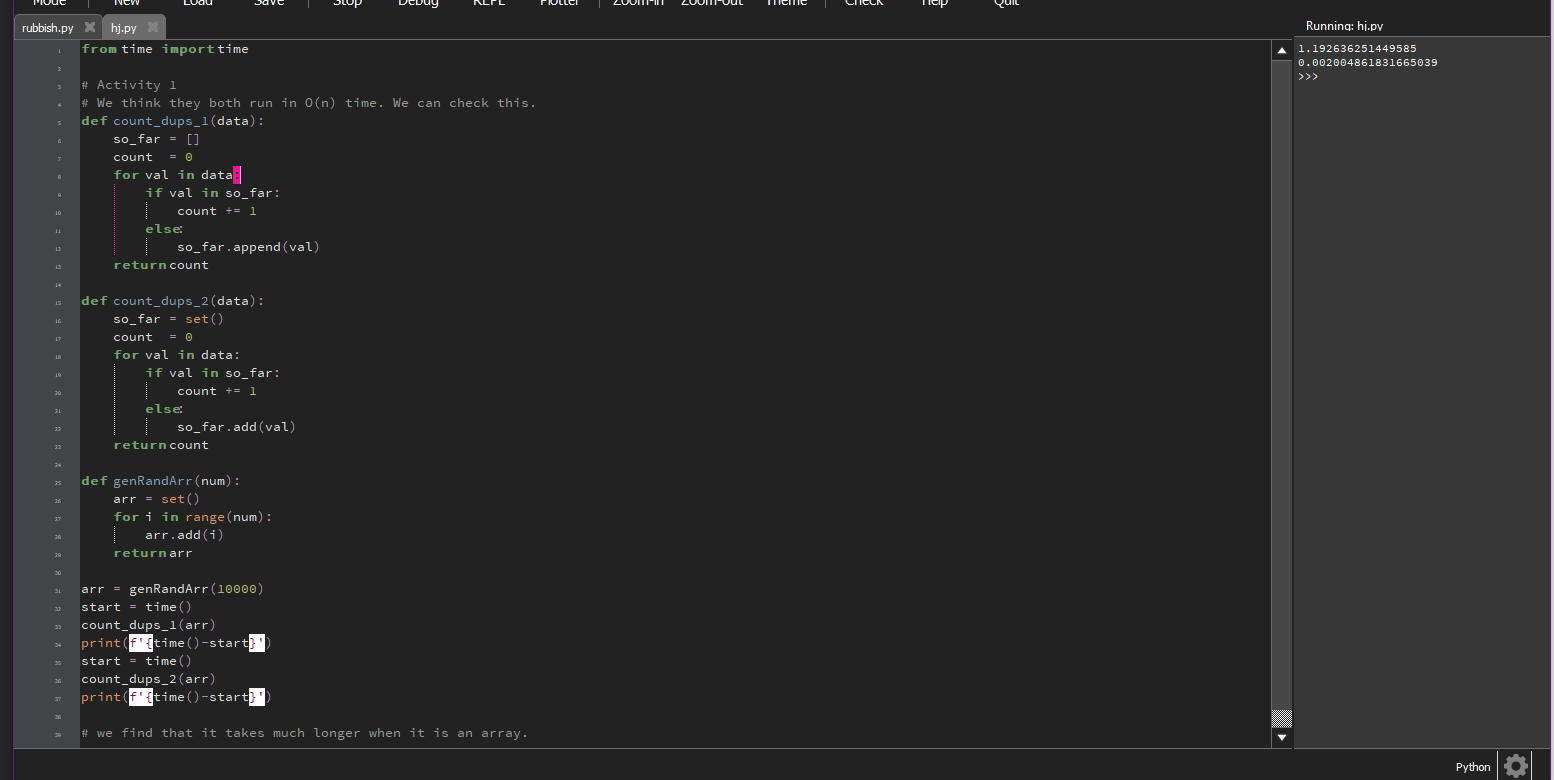 Mode New Load Save Stop Debug REPL Plotter Zoom-in Zoom-out Theme Check Help Quit
rubbish.py hj.py
Running: hj.py
1 from time import time
2
3 # Activity 1
4 # We think they both run in O(n) time. We can check this.
5 def count_dups_1(data):
6 so_far = []
7 count = 0
8 for val in data:
9 if val in so_far:
10 count += 1
11 else:
12 so_far.append(val)
13 return count
14
15 def count_dups_2(data):
16 so_far = set()
17 count = 0
18 for val in data:
19 if val in so_far:
20 count += 1
21 else:
22 so_far.add(val)
23 return count
24
25 def genRandArr(num):
26 arr = set()
27 for i in range(num):
28 arr.add(i)
29 return arr
30
31 arr = genRandArr(10000)
32 start = time()
33 count_dups_1(arr)
34 print(f'{time()-start}')
35 start = time()
36 count_dups_2(arr)
37 print(f'{time()-start}')
38
39 # we find that it takes much longer when it is an array.
1.192636251449585
0.002004861831665039
>>>
Python